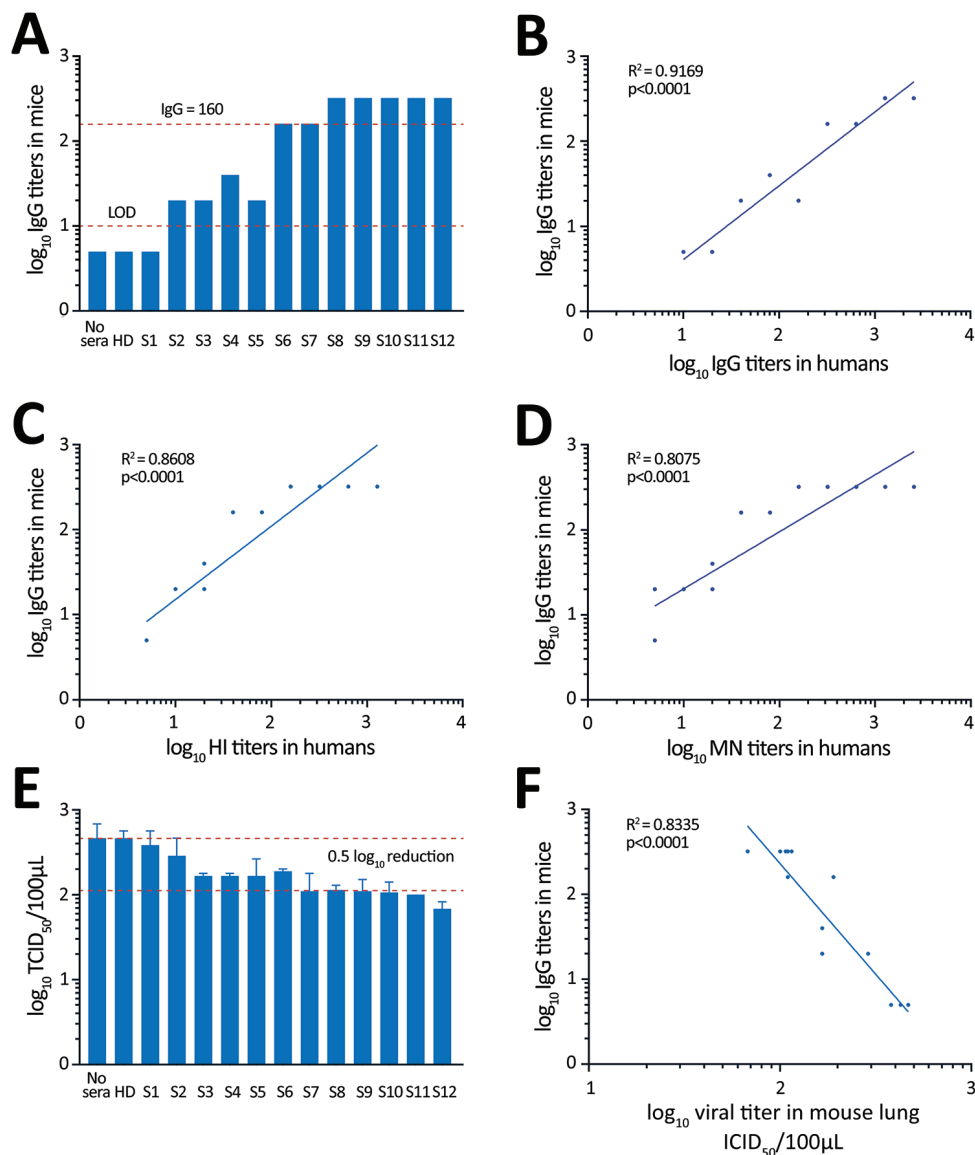 A
log10 IgG titers in mice
3
2
1
0
IgG = 160
LOD
No sera HD S1 S2 S3 S4 S5 S6 S7 S8 S9 S10 S11 S12
B
log10 IgG titers in mice
3
2
1
0
R2 = 0.9169
p<0.0001
0 1 2 3 4
log10 IgG titers in humans
C
log10 IgG titers in mice
3
2
1
0
R2 = 0.8608
p<0.0001
0 1 2 3 4
log10 HI titers in humans
D
log10 IgG titers in mice
3
2
1
0
R2 = 0.8075
p<0.0001
0 1 2 3 4
log10 MN titers in humans
E
log10 TCID50/100µL
3
2
1
0
0.5 log10 reduction
No sera HD S1 S2 S3 S4 S5 S6 S7 S8 S9 S10 S11 S12
F
log10 IgG titers in mice
3
2
1
0
R2 = 0.8335
p<0.0001
1 2 3
log10 viral titer in mouse lung
ICID50/100µL